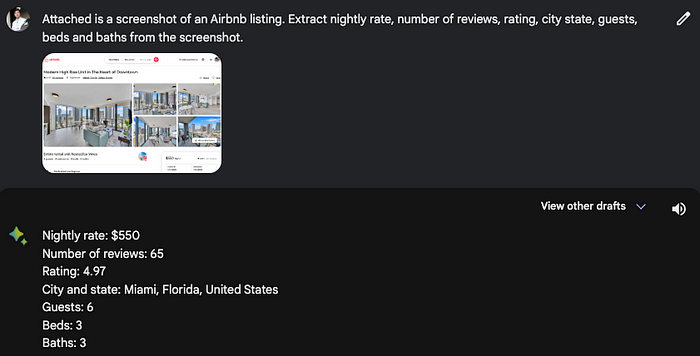 Attached is a screenshot of an Airbnb listing. Extract nightly rate, number of reviews, rating, city state, guests,
beds and baths from the screenshot.
Modern High Rise Unit in The Heart of Downtown
View other drafts
Nightly rate: $550
Number of reviews: 65
Rating: 4.97
City and state: Miami, Florida, United States
Guests: 6
Beds: 3
Baths: 3